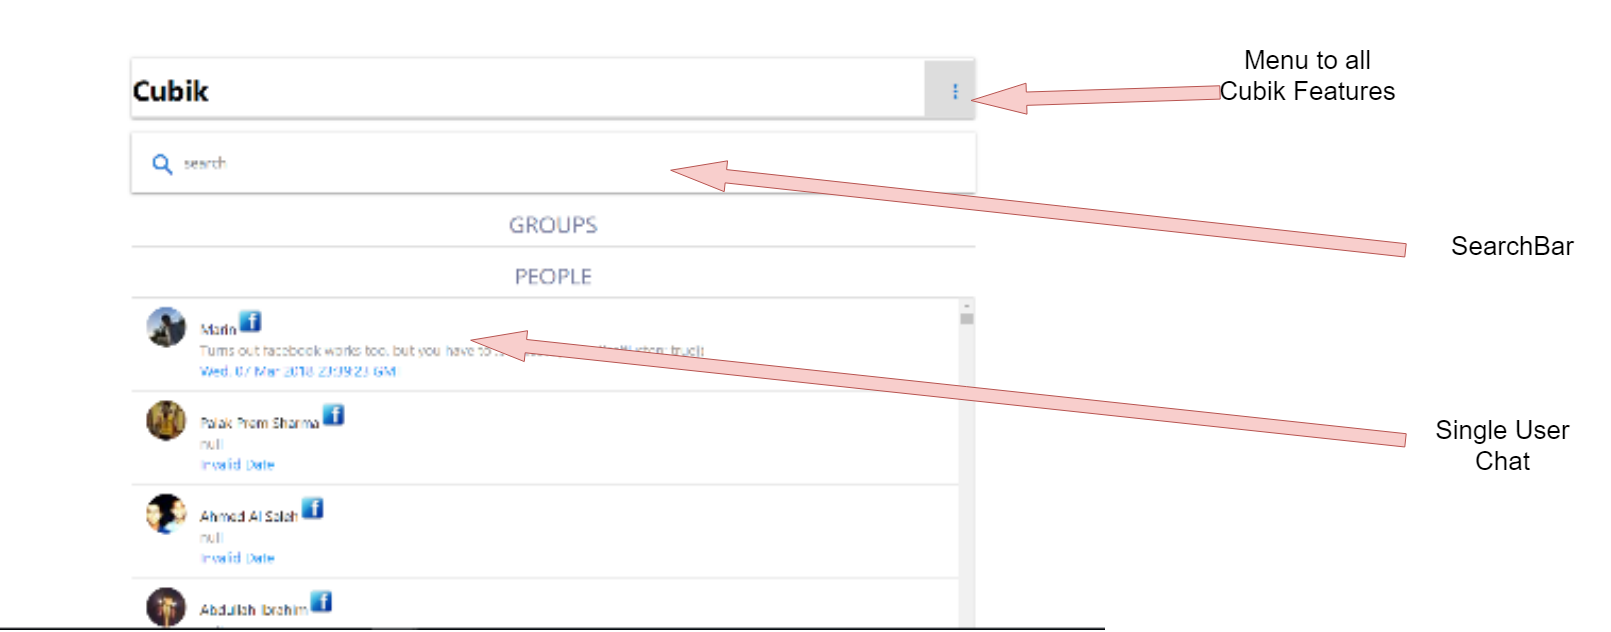 Menu to all
Cubik Features
Cubik
search
SearchBar
GROUPS
PEOPLE
Marin
Turns out facebook works too, but you have to
Wed, 07 Mar 2018 23:39:23 GM
Single User
Chat
Palak Prem Sharma
null
Invalid Date
Ahmed Al Saleh
null
Invalid Date
Abdullah Ibrahim